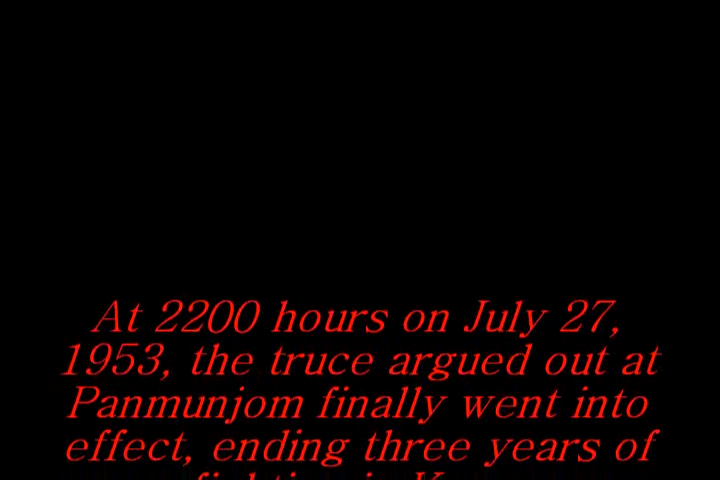 At 2200 hours on July 27,
1953, the truce argued out at
Panmunjom finally went into
effect, ending three years of